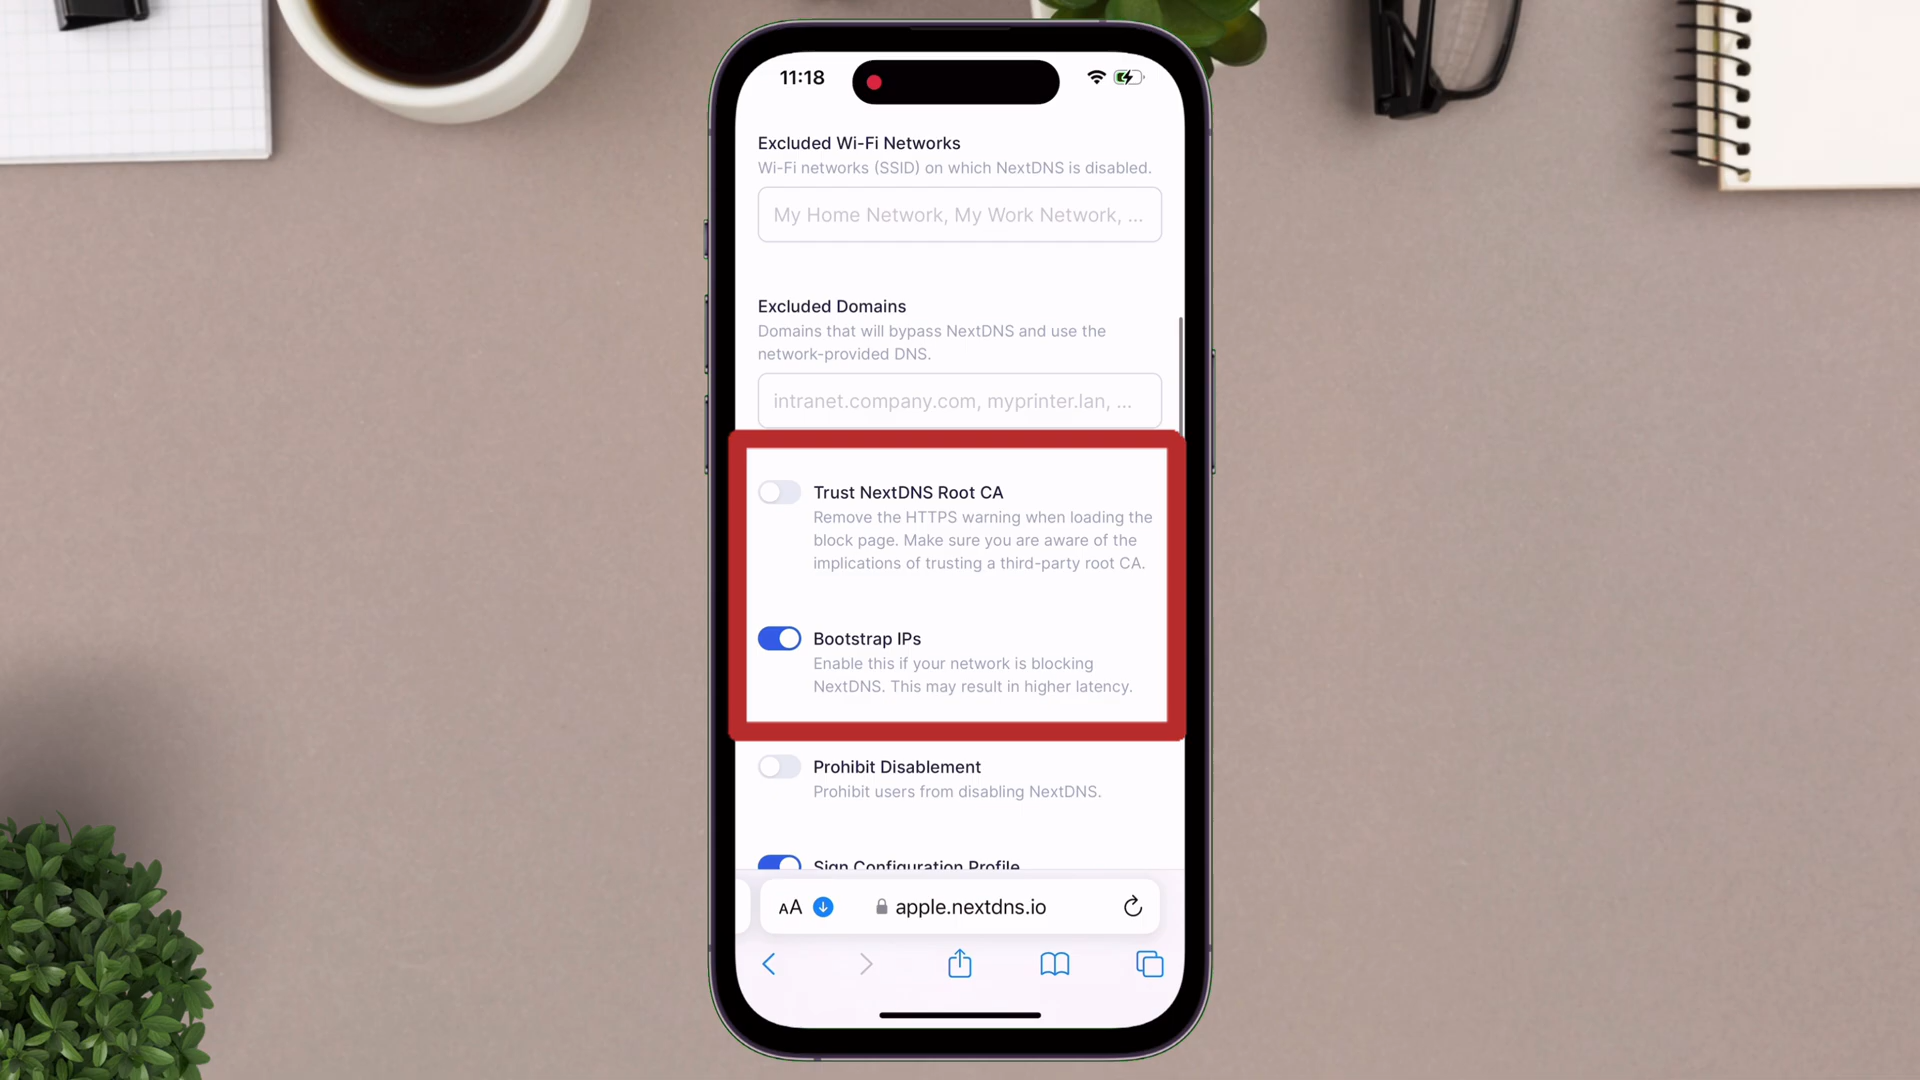 11:18
Excluded Wi-Fi Networks
Wi-Fi networks (SSID) on which NextDNS is disabled.
My Home Network, My Work Network, ...
Excluded Domains
Domains that will bypass NextDNS and use the
network-provided DNS.
intranet.company.com, myprinter.lan, ...
Trust NextDNS Root CA
Remove the HTTPS warning when loading the
block page. Make sure you are aware of the
implications of trusting a third-party root CA.
Bootstrap IPs
Enable this if your network is blocking
NextDNS. This may result in higher latency.
Prohibit Disablement
Prohibit users from disabling NextDNS.
Sign Configuration Profile
AA apple.nextdns.io